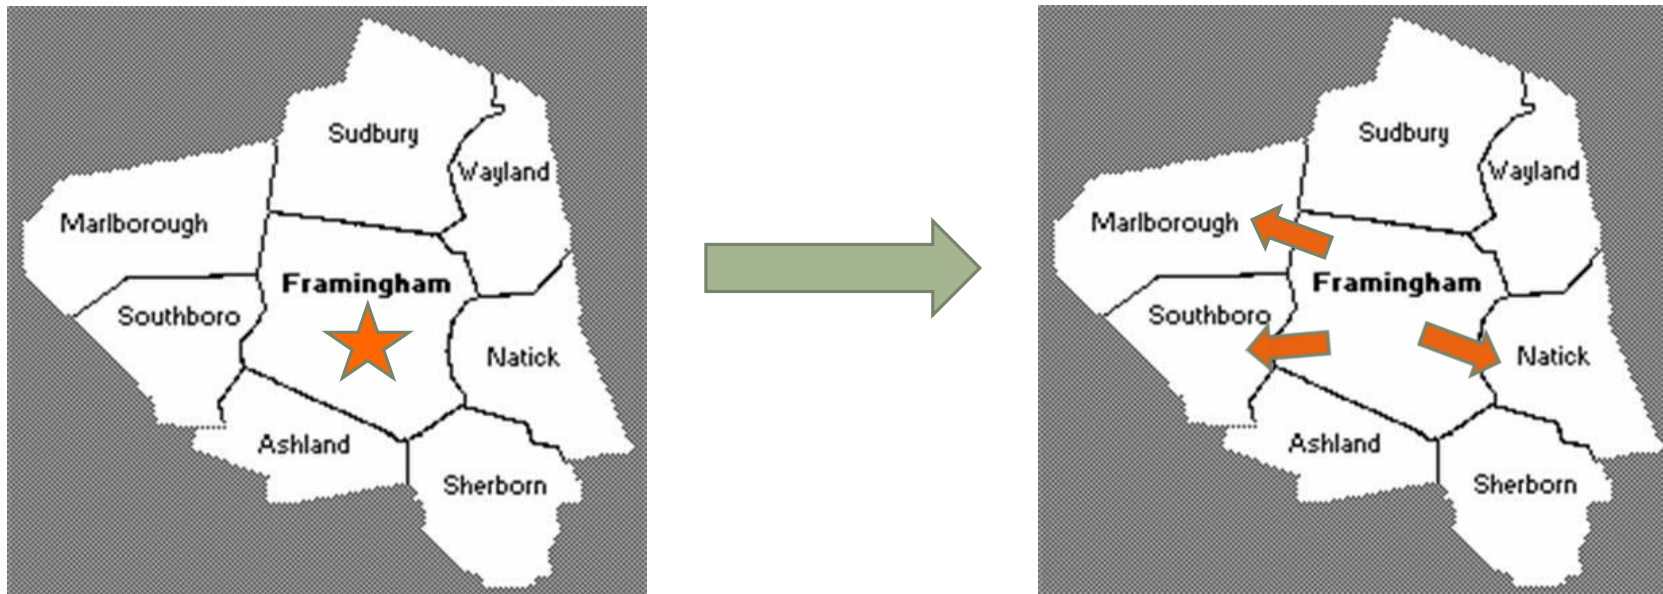 Sudbury
Wayland
Marlborough
Framingham
Southboro
Natick
Ashland
Sherborn
Sudbury
Wayland
Marlborough
Framingham
Southboro
Natick
Ashland
Sherborn